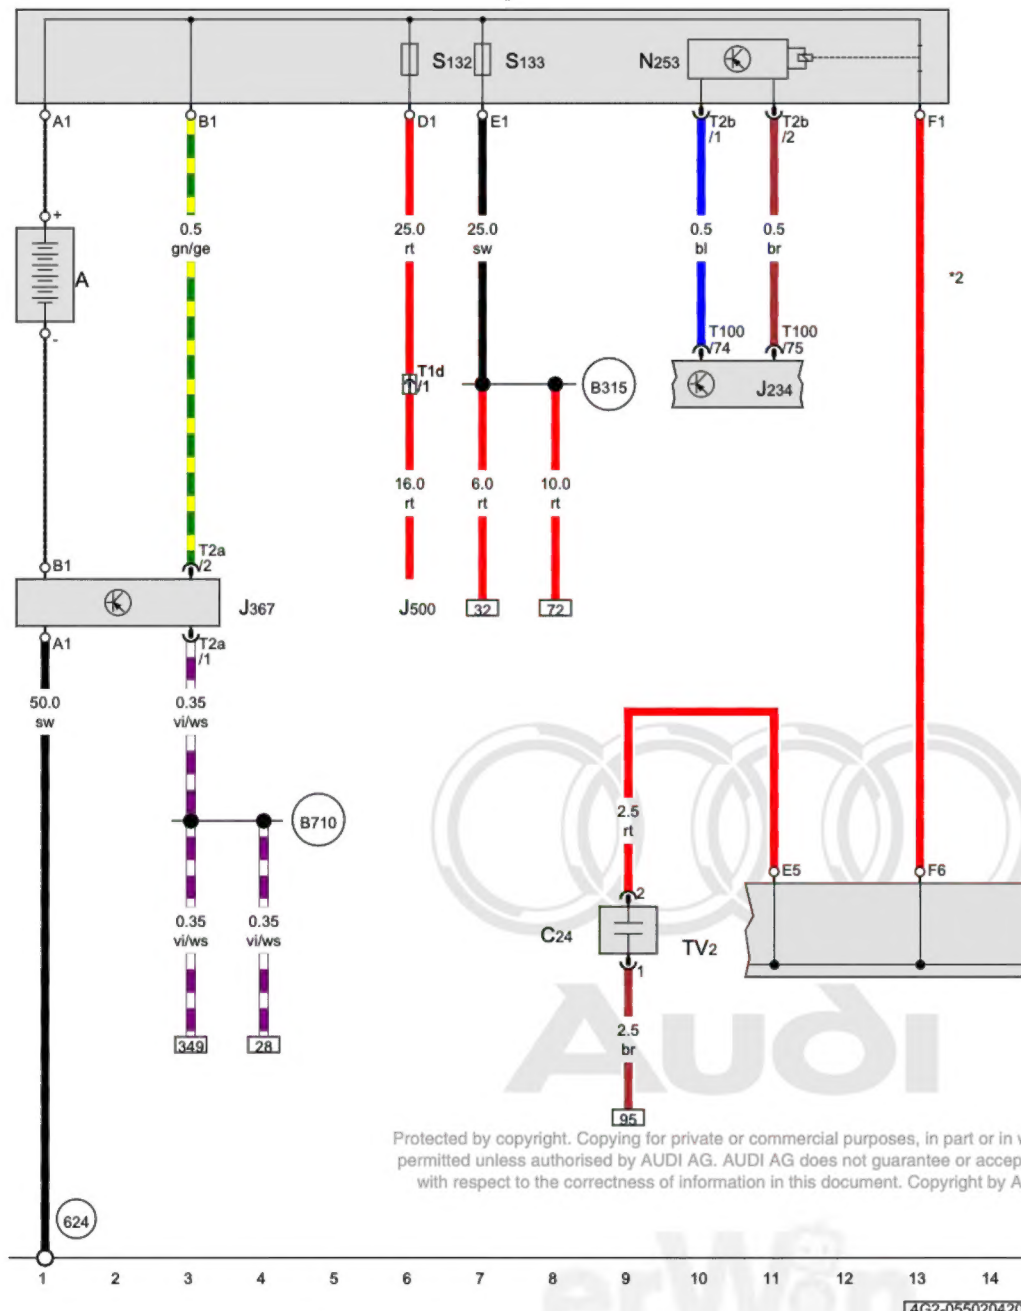 S132 S133 N253
A1 B1 D1 E1 T2b/1 T2b/2 F1
+
0.5 gn/ge
25.0 rt
25.0 sw
0.5 bl
0.5 br
A
*2
-
T1d/1
T100/74
T100/75
B315
J234
16.0 rt
6.0 rt
10.0 rt
B1 T2a/2
J367
J500
32
72
A1 T2a/1
50.0 sw
0.35 vi/ws
B710
2.5 rt
E5 F6
2
0.35 vi/ws
0.35 vi/ws
C24
TV2
1
2.5 br
349
28
Audi
95
Protected by copyright. Copying for private or commercial purposes, in part or in
permitted unless authorised by AUDI AG. AUDI AG does not guarantee or accep
with respect to the correctness of information in this document. Copyright by A
624
erWin
1 2 3 4 5 6 7 8 9 10 11 12 13 14
4G2-05502042